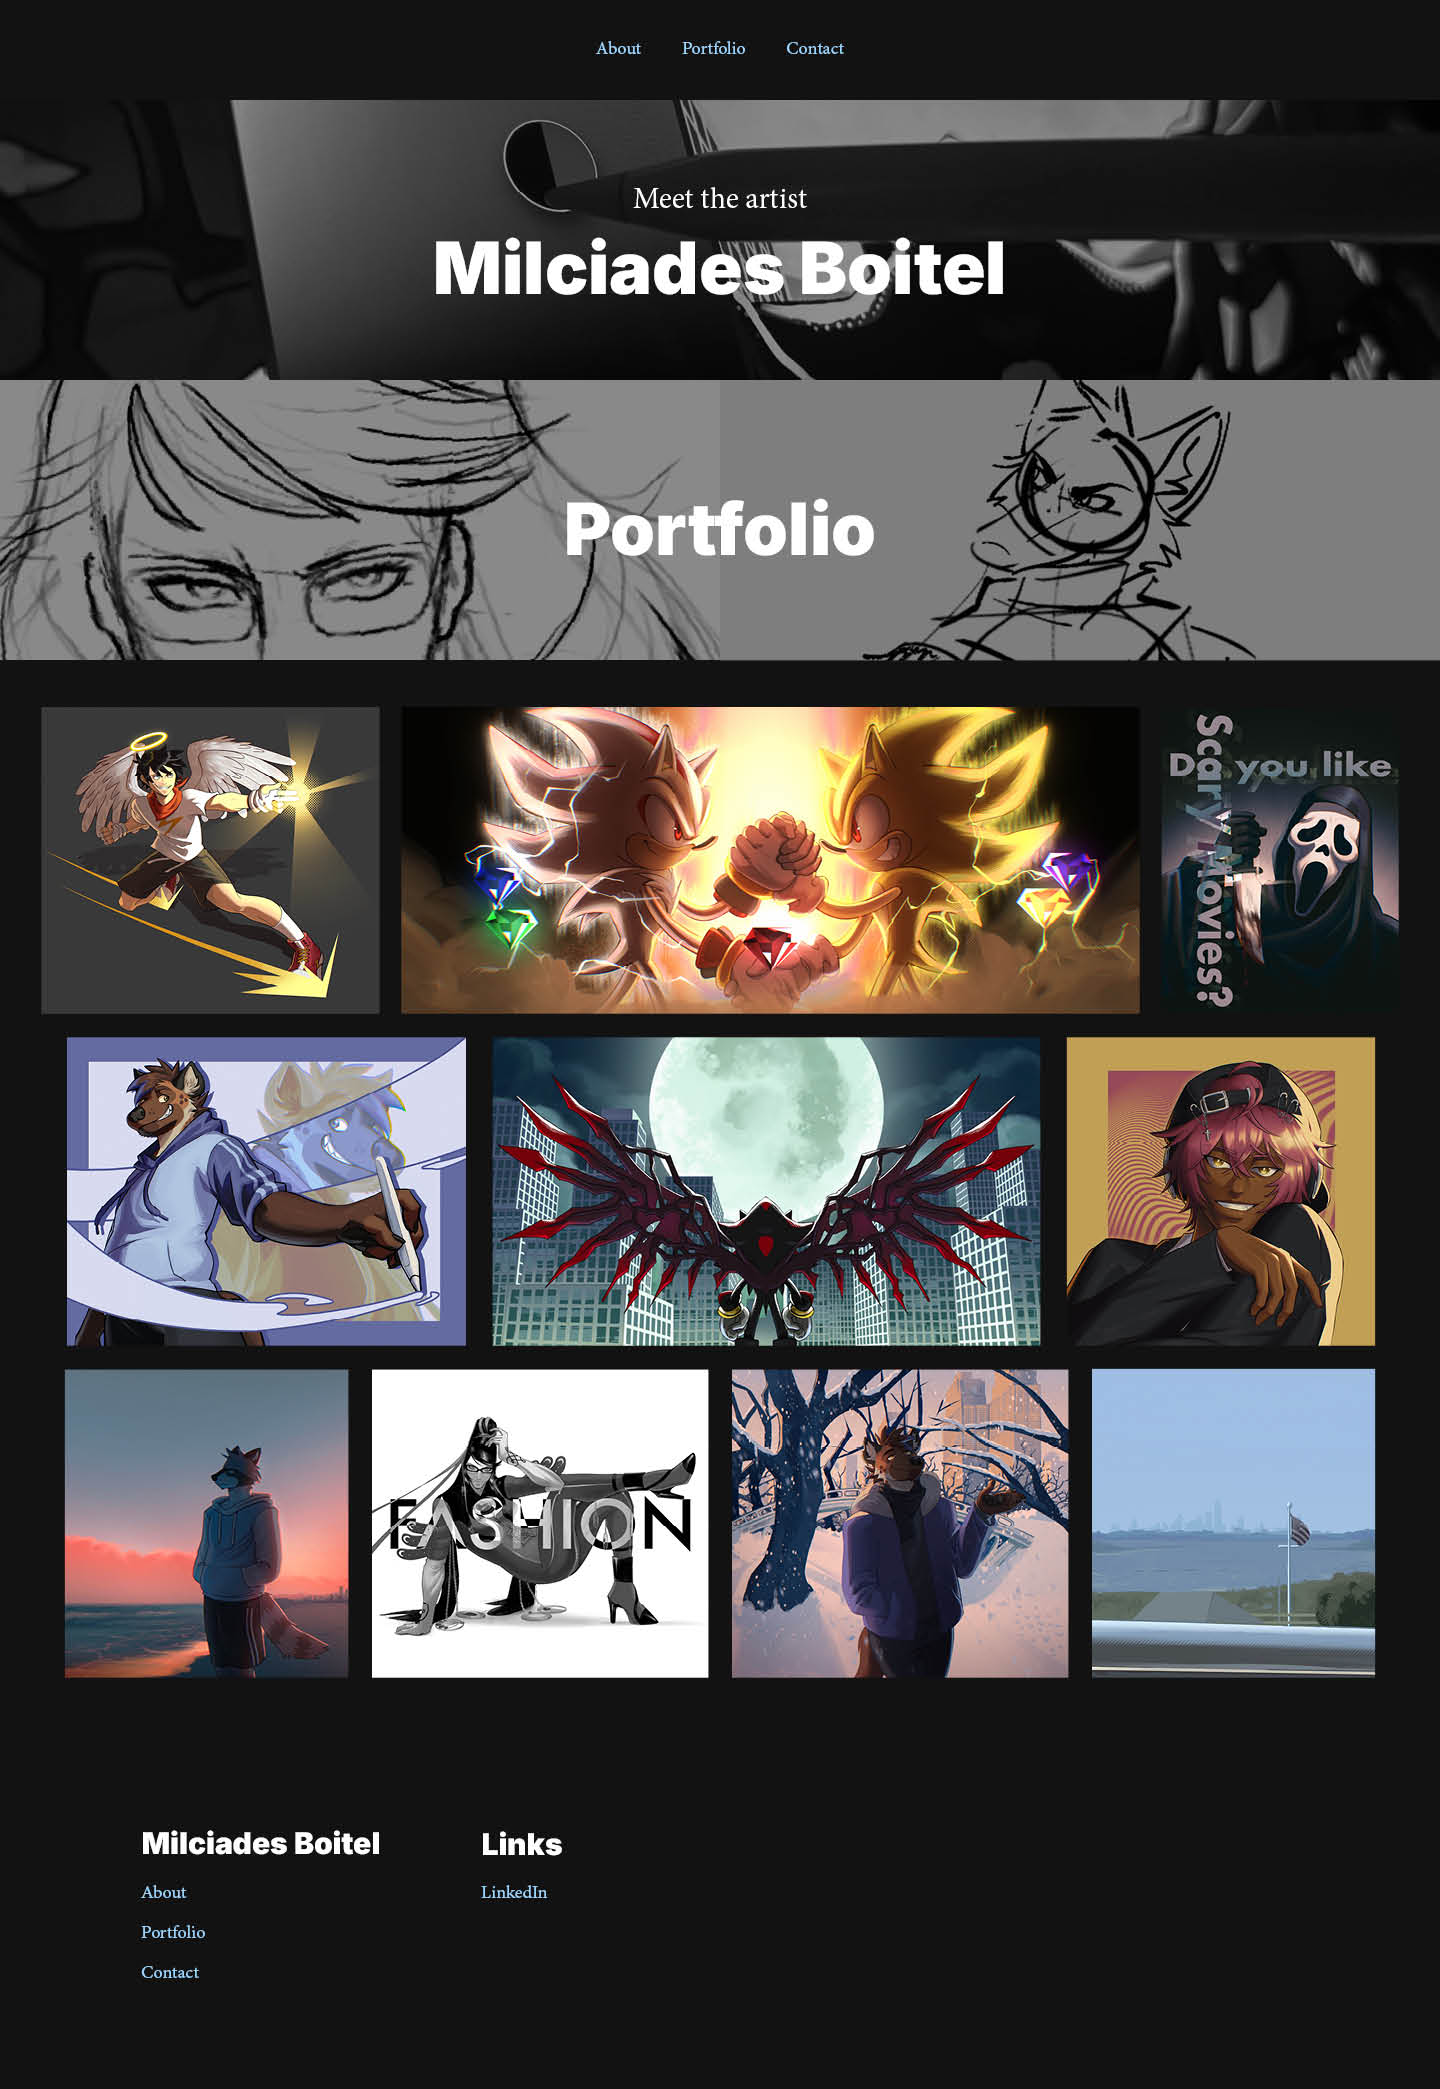 About Portfolio Contact
Meet the artist
Milciades Boitel
Portfolio
Do you like
Scary Movies?
FASHION
Milciades Boitel
About
Portfolio
Contact
Links
LinkedIn